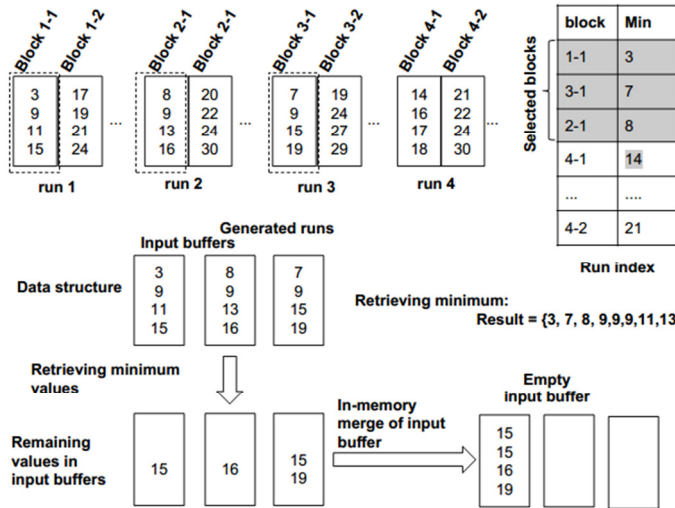 Block 1-1 Block 1-2 Block 2-1 Block 2-1 Block 3-1 Block 3-2 Block 4-1 Block 4-2
3 17 8 20 7 19 14 21
9 19 9 22 9 24 16 22
11 21 ... 13 24 ... 15 27 ... 17 24 ...
15 24 16 30 19 29 18 30
run 1 run 2 run 3 run 4
Selected blocks
block Min
1-1 3
3-1 7
2-1 8
4-1 14
... ....
4-2 21
Run index
Generated runs
Input buffers
Data structure
3 8 7
9 9 9
11 13 15
15 16 19
Retrieving minimum:
Result = {3, 7, 8, 9,9,9,11,13
Retrieving minimum
values
Remaining
values in
input buffers
15 16 15
19
In-memory
merge of input
buffer
Empty
input buffer
15
15
16
19